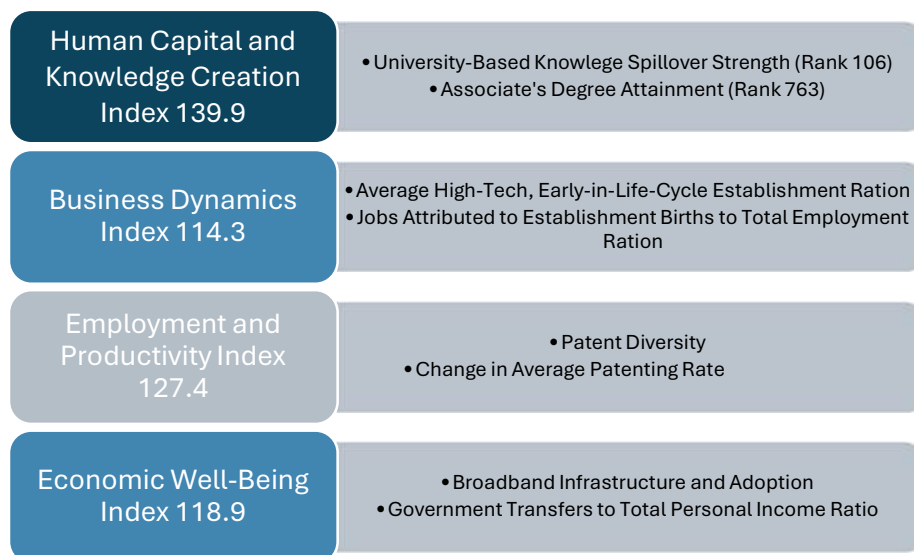 Human Capital and
Knowledge Creation
Index 139.9
•University-Based Knowlege Spillover Strength (Rank 106)
•Associate's Degree Attainment (Rank 763)
Business Dynamics
Index 114.3
•Average High-Tech, Early-in-Life-Cycle Establishment Ration
•Jobs Attributed to Establishment Births to Total Employment
Ration
Employment and
Productivity Index
127.4
•Patent Diversity
•Change in Average Patenting Rate
Economic Well-Being
Index 118.9
•Broadband Infrastructure and Adoption
•Government Transfers to Total Personal Income Ratio